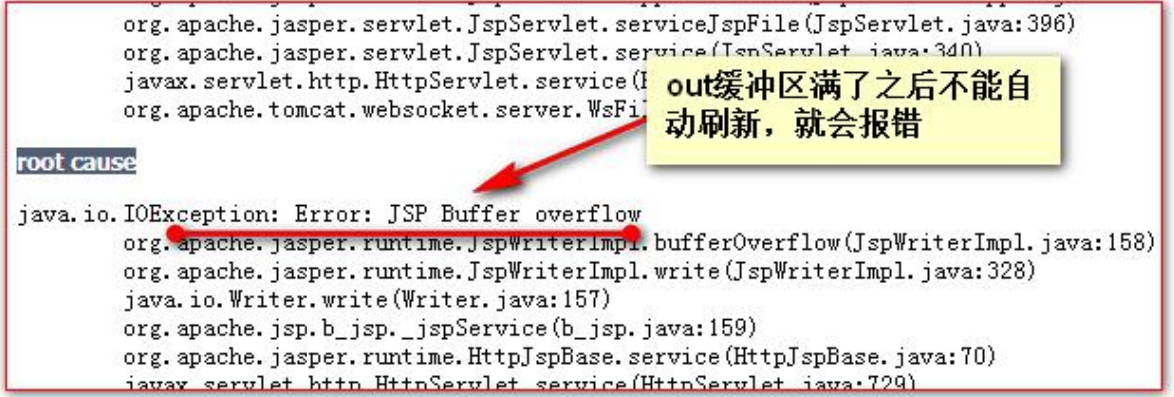 org.apache.jasper.servlet.JspServlet.serviceJspFile(JspServlet.java:396)
org.apache.jasper.servlet.JspServlet.service(JspServlet.java:340)
javax.servlet.http.HttpServlet.service(
org.apache.tomcat.websocket.server.WsFil
out缓冲区满了之后不能自
动刷新，就会报错
root cause
java.io.IOException: Error: JSP Buffer overflow
org.apache.jasper.runtime.JspWriterImpl.bufferOverflow(JspWriterImpl.java:158)
org.apache.jasper.runtime.JspWriterImpl.write(JspWriterImpl.java:328)
java.io.Writer.write(Writer.java:157)
org.apache.jsp.b_jsp._jspService(b_jsp.java:159)
org.apache.jasper.runtime.HttpJspBase.service(HttpJspBase.java:70)
javax.servlet.http.HttpServlet.service(HttpServlet.java:729)